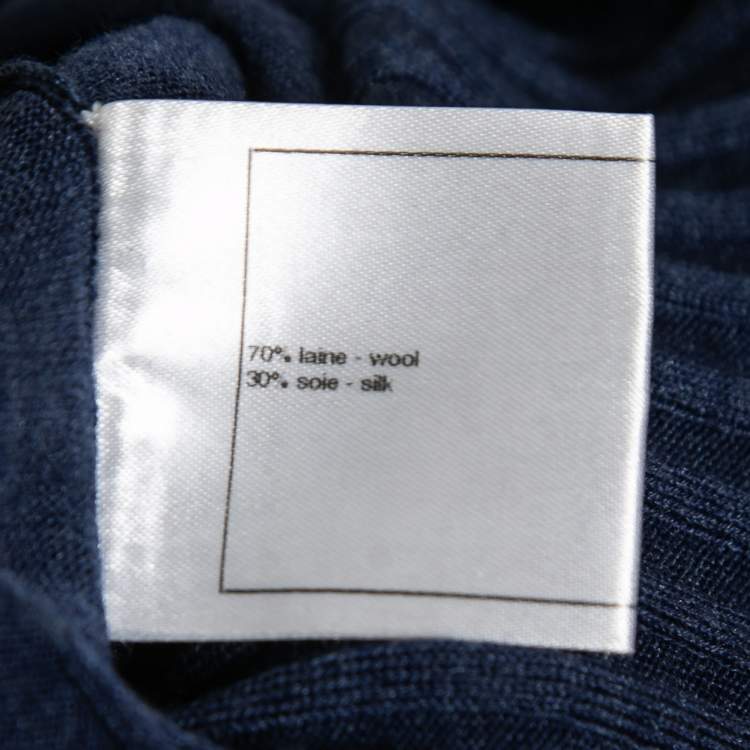 70% laine - wool
30% soie - silk